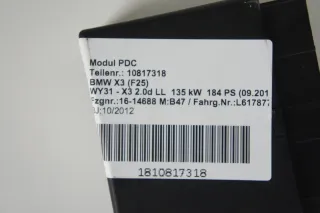 Modul PDC
Teilenr.: 10817318
BMW X3 (F25)
WY31 - X3 2.0d LL 135 kW 184 PS (09.201
Fzgnr.:16-14688 M:B47 / Fahrg.Nr.:L617877
10/2012
1810817318